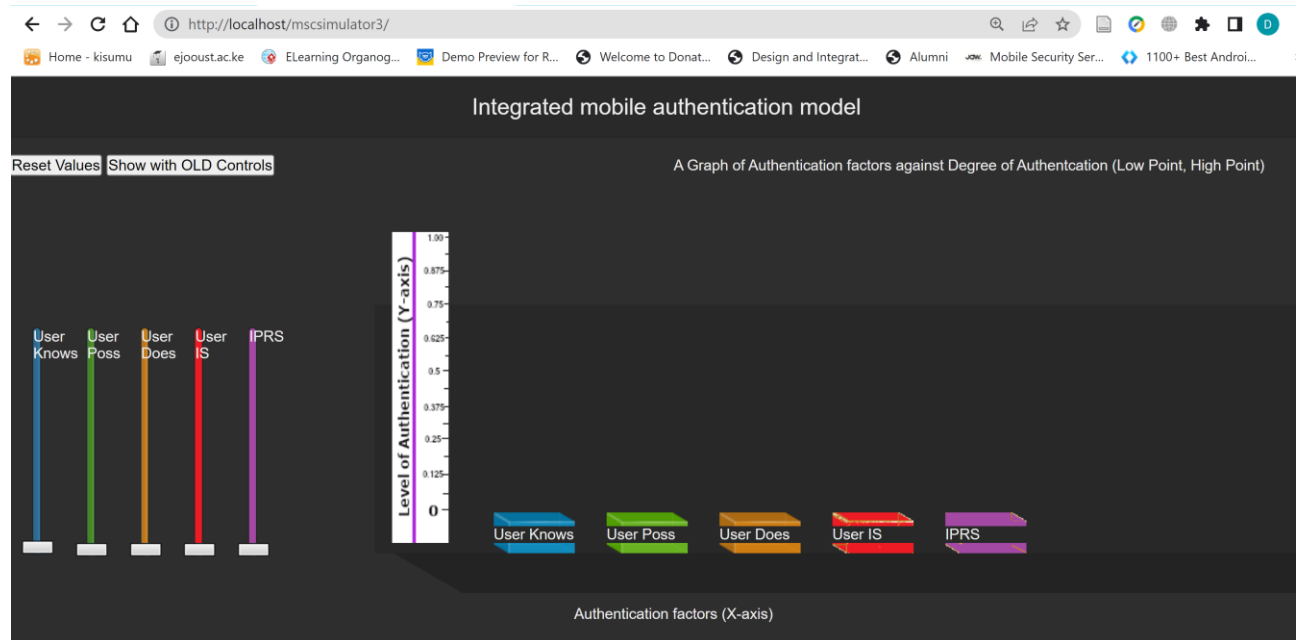 http://localhost/mscsimulator3/
D
Home - kisumu ejooust.ac.ke ELearning Organog... Demo Preview for R... Welcome to Donat... Design and Integrat... Alumni Mobile Security Ser... 1100+ Best Androi...
Integrated mobile authentication model
Reset Values Show with OLD Controls
A Graph of Authentication factors against Degree of Authentcation (Low Point, High Point)
User Knows
User Poss
User Does
User IS
IPRS
Level of Authentication (Y-axis)
1.00
0.875
0.75
0.625
0.5
0.375
0.25
0.125
0
User Knows User Poss User Does User IS IPRS
Authentication factors (X-axis)